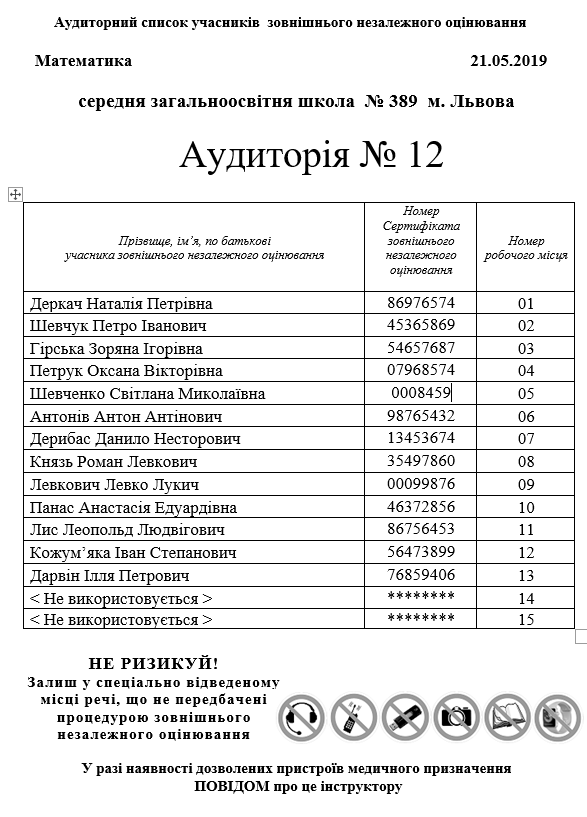 Аудиторний список учасників зовнішнього незалежного оцінювання
Математика 21.05.2019
середня загальноосвітня школа № 389 м. Львова
Аудиторія № 12
Прізвище, ім’я, по батькові
учасника зовнішнього незалежного оцінювання
Номер
Сертифіката
зовнішнього
незалежного
оцінювання
Номер
робочого місця
Деркач Наталія Петрівна 86976574 01
Шевчук Петро Іванович 45365869 02
Гірська Зоряна Ігорівна 54657687 03
Петрук Оксана Вікторівна 07968574 04
Шевченко Світлана Миколаївна 0008459 05
Антонів Антон Антінович 98765432 06
Дерибас Данило Несторович 13453674 07
Князь Роман Левкович 35497860 08
Левкович Левко Лукич 00099876 09
Панас Анастасія Едуардівна 46372856 10
Лис Леопольд Людвігович 86756453 11
Кожум’яка Іван Степанович 56473899 12
Дарвін Ілля Петрович 76859406 13
< Не використовується > ******** 14
< Не використовується > ******** 15
НЕ РИЗИКУЙ!
Залиш у спеціально відведеному
місці речі, що не передбачені
процедурою зовнішнього
незалежного оцінювання
У разі наявності дозволених пристроїв медичного призначення
ПОВІДОМ про це інструктору